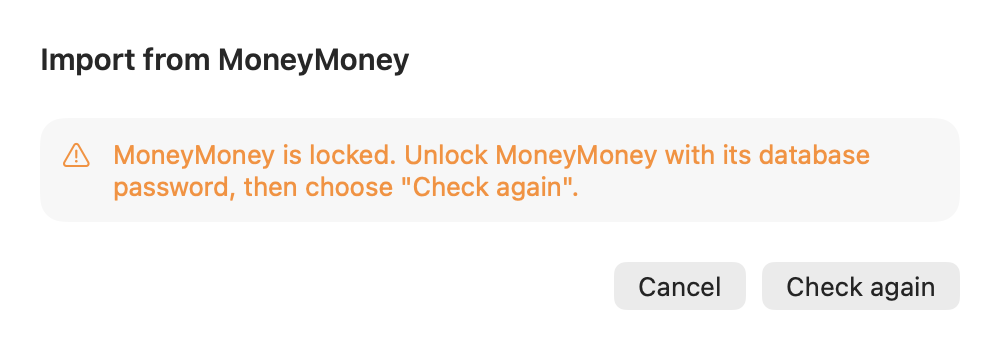 Import from MoneyMoney
MoneyMoney is locked. Unlock MoneyMoney with its database
password, then choose "Check again".
Cancel
Check again